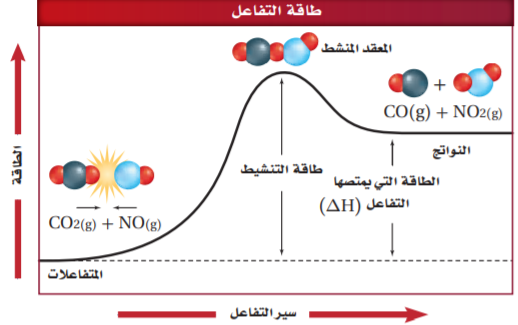 طاقة التفاعل
المعقد المنشط
+
CO(g) + NO2(g)
النواتج
طاقة التنشيط
الطاقة التي يمتصها
التفاعل (ΔH)
الطاقة
CO2(g) + NO(g)
المتفاعلات
سير التفاعل